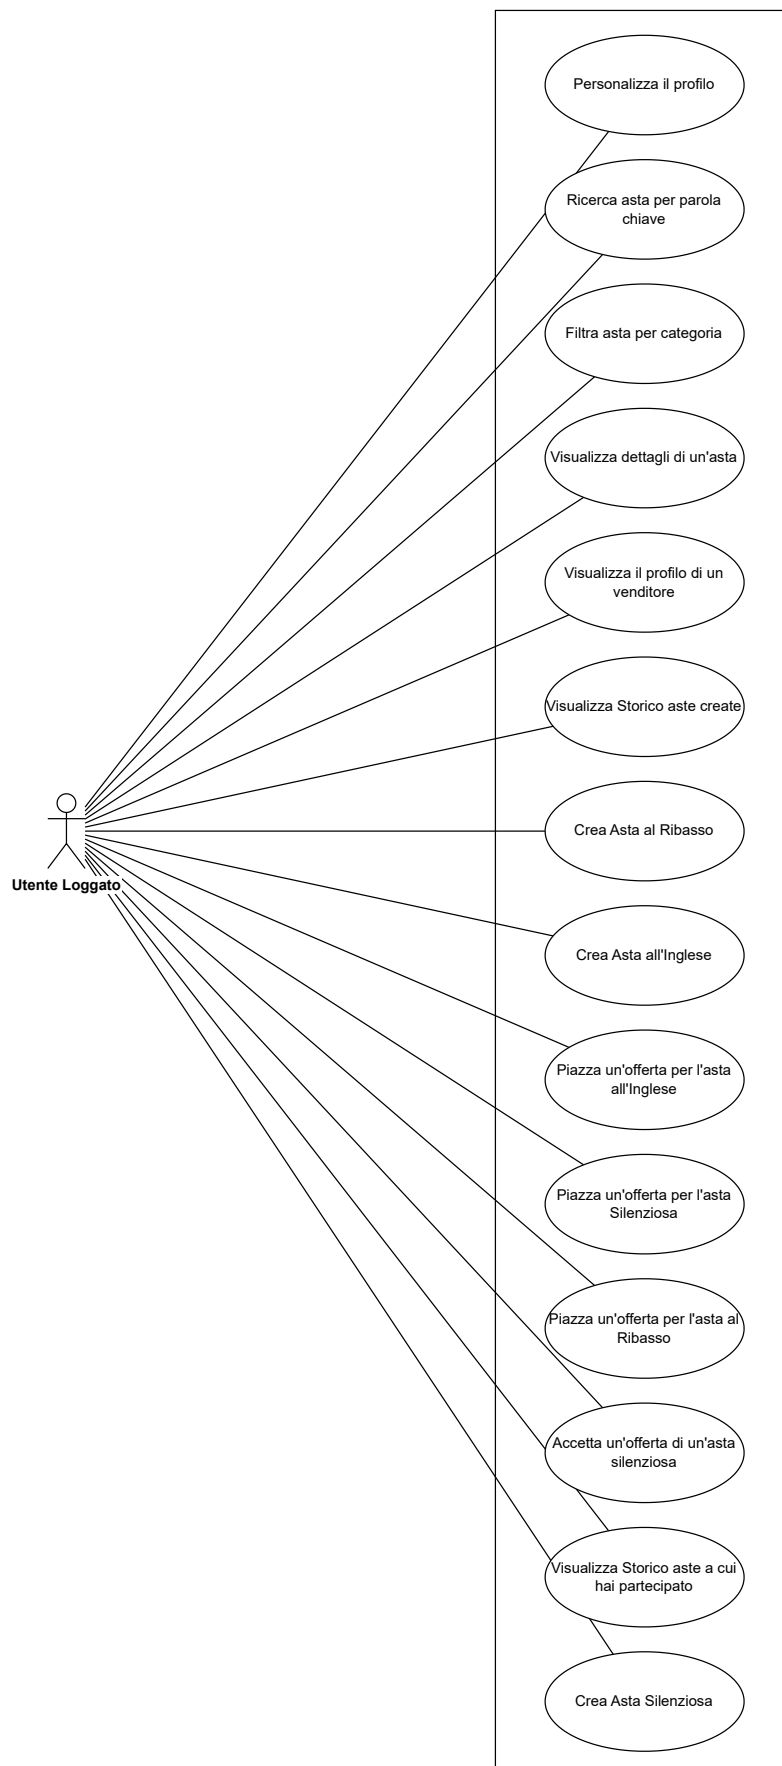 Personalizza il profilo
Ricerca asta per parola
chiave
Filtra asta per categoria
Visualizza dettagli di un'asta
Visualizza il profilo di un
venditore
Visualizza Storico aste create
Crea Asta al Ribasso
Utente Loggato
Crea Asta all'Inglese
Piazza un'offerta per l'asta
all'Inglese
Piazza un'offerta per l'asta
Silenziosa
Piazza un'offerta per l'asta al
Ribasso
Accetta un'offerta di un'asta
silenziosa
Visualizza Storico aste a cui
hai partecipato
Crea Asta Silenziosa